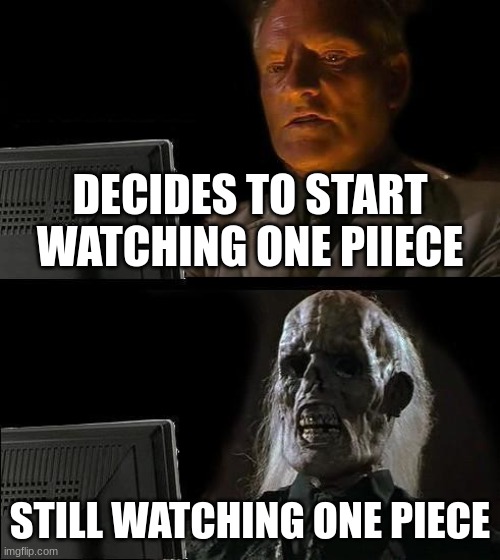 DECIDES TO START
WATCHING ONE PIIECE
STILL WATCHING ONE PIECE
imgflip.com